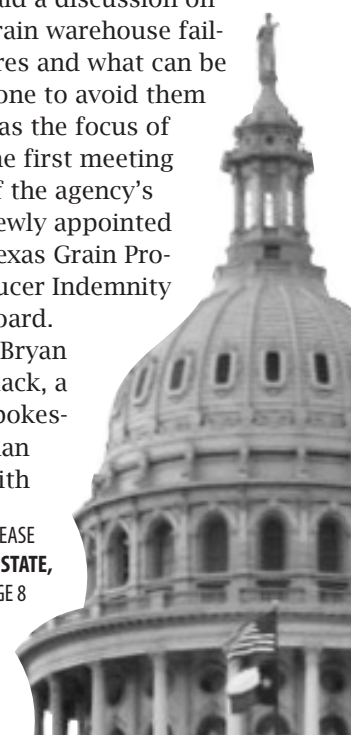 aid a discussion on
rain warehouse fail-
res and what can be
one to avoid them
as the focus of
he first meeting
f the agency's
ewly appointed
exas Grain Pro-
ucer Indemnity
oard.
Bryan
lack, a
pokes-
an
ith
EASE
STATE,
GE 8